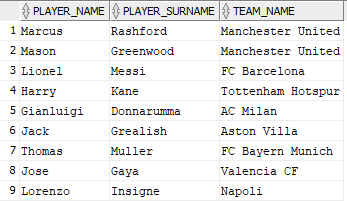 PLAYER_NAME PLAYER_SURNAME TEAM_NAME
1 Marcus Rashford Manchester United
2 Mason Greenwood Manchester United
3 Lionel Messi FC Barcelona
4 Harry Kane Tottenham Hotspur
5 Gianluigi Donnarumma AC Milan
6 Jack Grealish Aston Villa
7 Thomas Muller FC Bayern Munich
8 Jose Gaya Valencia CF
9 Lorenzo Insigne Napoli